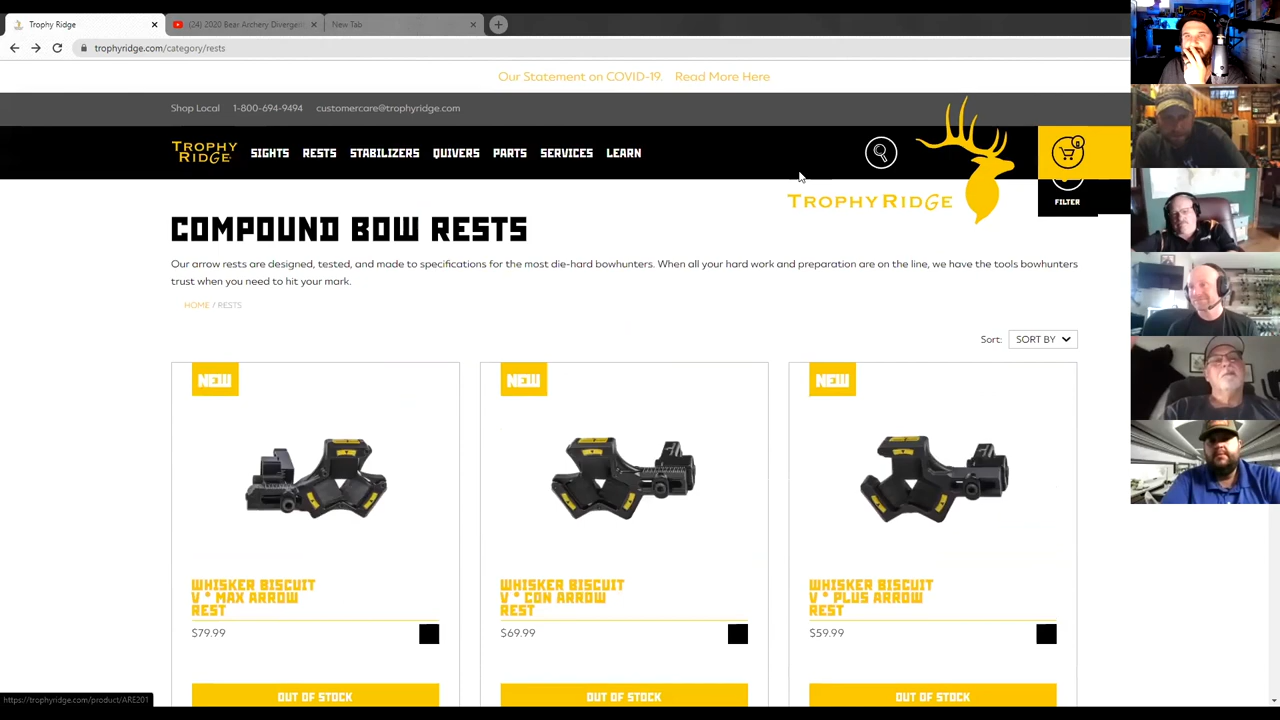 Trophy Ridge
(24) 2020 Bear Archery Diverge
New Tab
trophyridge.com/category/rests
Our Statement on COVID-19. Read More Here
Shop Local 1-800-694-9494 customercare@trophyridge.com
TROPHY RIDGE
SIGHTS RESTS STABILIZERS QUIVERS PARTS SERVICES LEARN
0
TROPHY RIDGE
FILTER
COMPOUND BOW RESTS
Our arrow rests are designed, tested, and made to specifications for the most die-hard bowhunters. When all your hard work and preparation are on the line, we have the tools bowhunters
trust when you need to hit your mark.
HOME / RESTS
Sort: SORT BY
NEW
NEW
NEW
WHISKER BISCUIT
V * MAX ARROW
REST
$79.99
WHISKER BISCUIT
V * CON ARROW
REST
$69.99
WHISKER BISCUIT
V * PLUS ARROW
REST
$59.99
OUT OF STOCK
OUT OF STOCK
OUT OF STOCK
https://trophyridge.com/product/ARE201